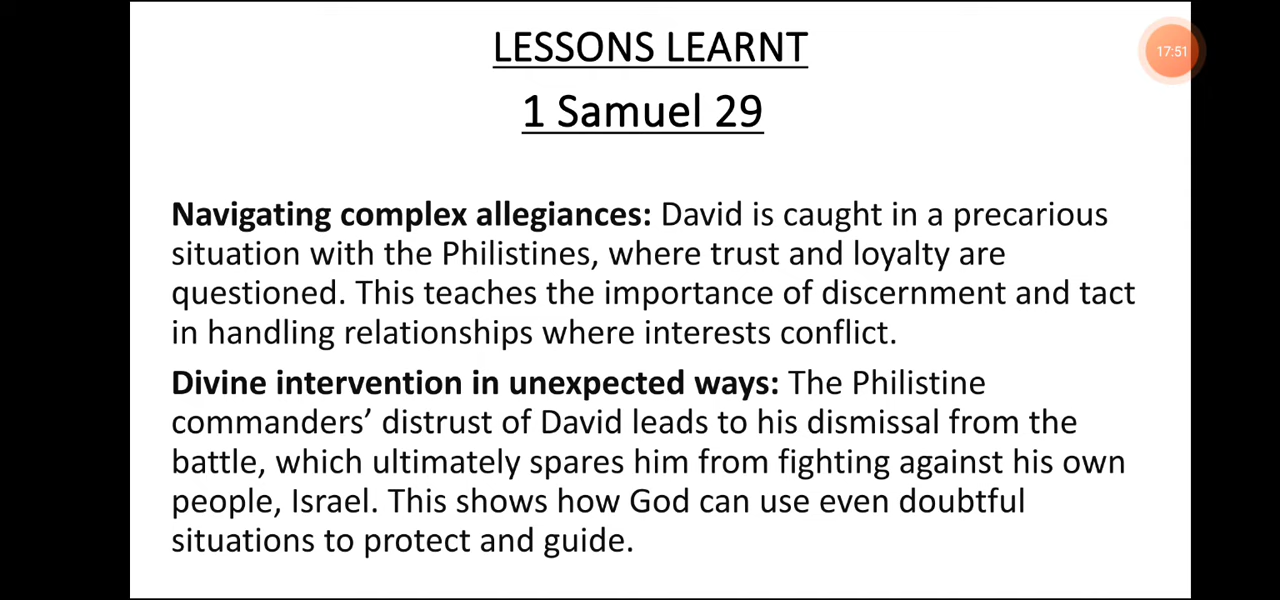 LESSONS LEARNT
17:51
1 Samuel 29
Navigating complex allegiances: David is caught in a precarious
situation with the Philistines, where trust and loyalty are
questioned. This teaches the importance of discernment and tact
in handling relationships where interests conflict.
Divine intervention in unexpected ways: The Philistine
commanders’ distrust of David leads to his dismissal from the
battle, which ultimately spares him from fighting against his own
people, Israel. This shows how God can use even doubtful
situations to protect and guide.